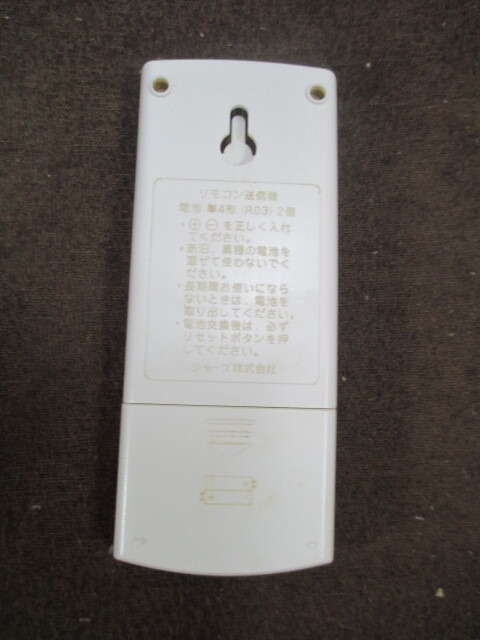 リモコン送信機
電池 単4形 (R03) 2個
・⊕⊖を正しく入れ
てください。
・新旧、異種の電池を
混ぜて使わないでく
ださい。
・長期間お使いになら
ないときは、電池を
取り出してください。
・電池交換後は、必ず
リセットボタンを押
してください。
シャープ株式会社